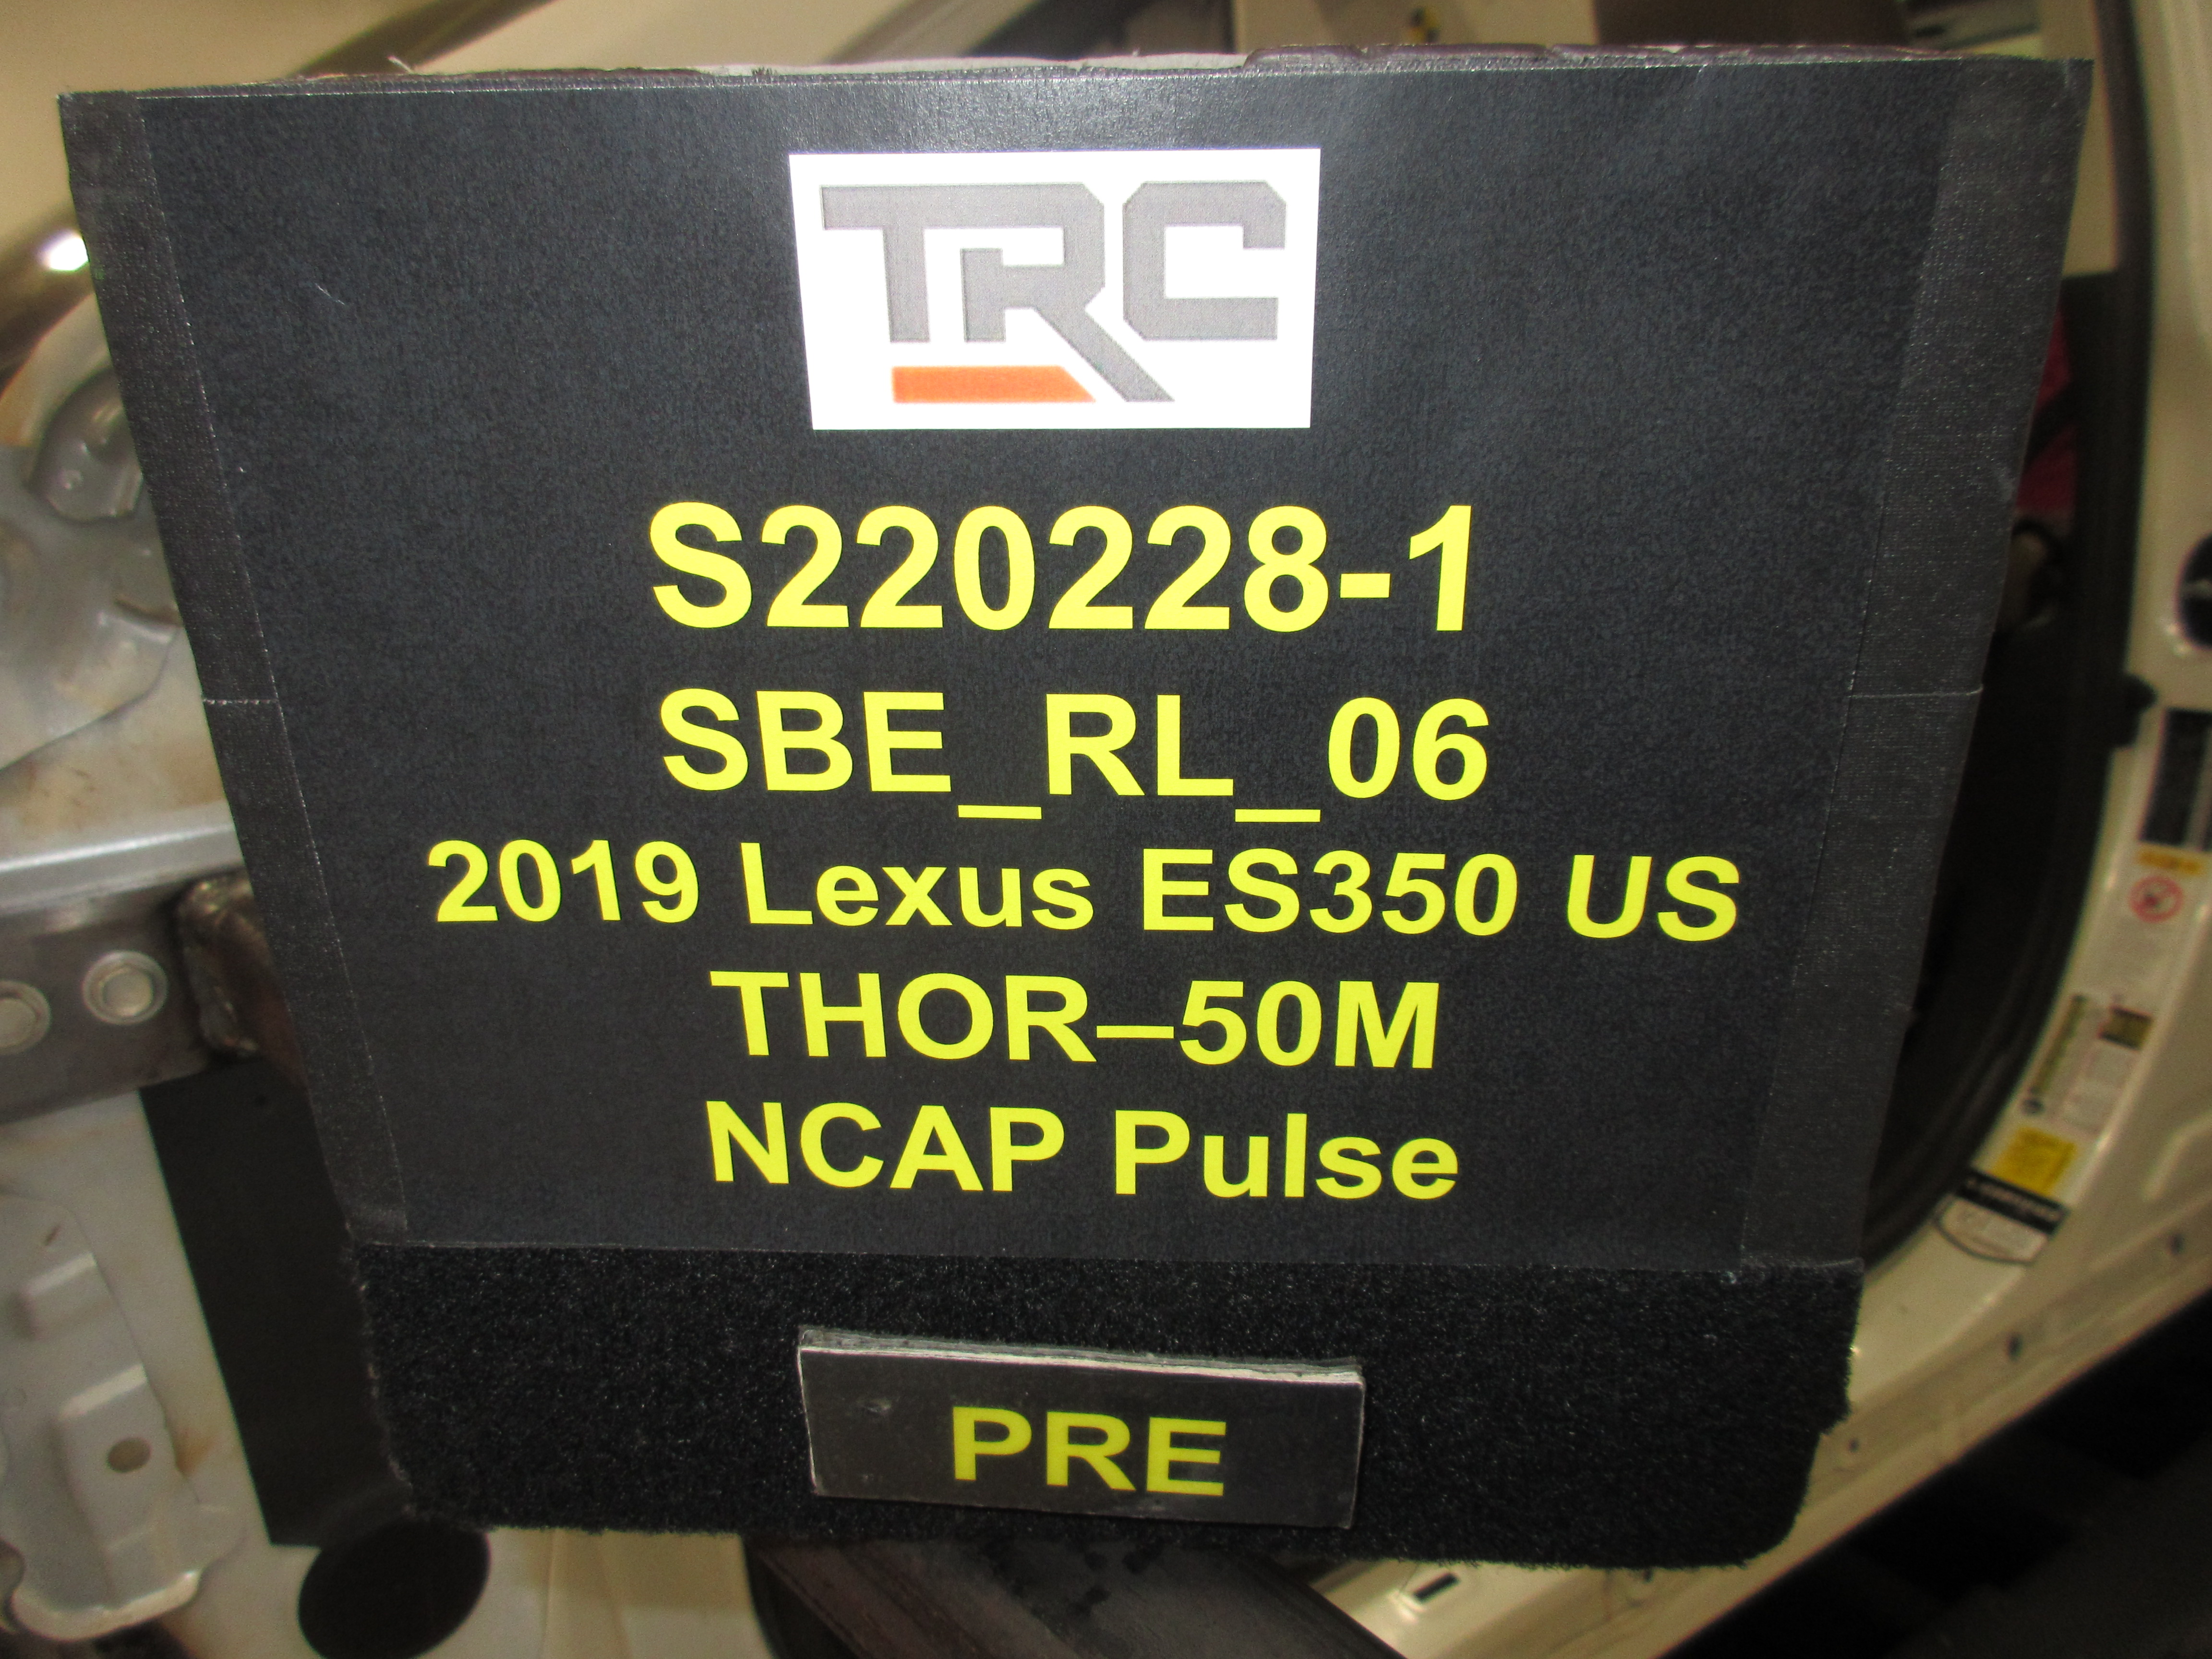 TRC
S220228-1
SBE_RL_06
2019 Lexus ES350 US
THOR–50M
NCAP Pulse
PRE